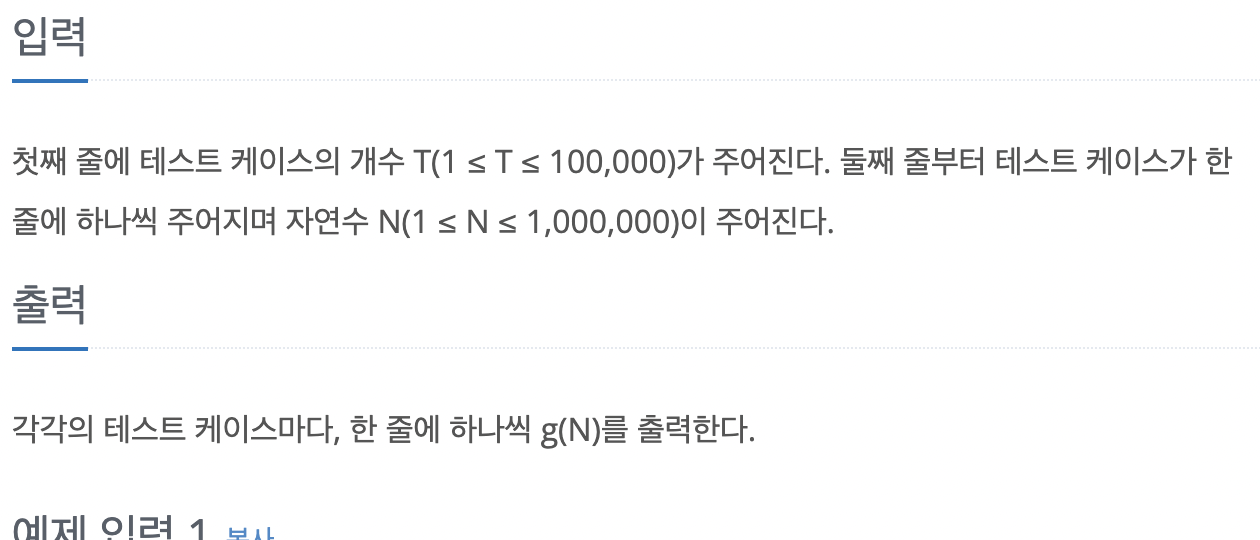 입력
첫째 줄에 테스트 케이스의 개수 T(1 ≤ T ≤ 100,000)가 주어진다. 둘째 줄부터 테스트 케이스가 한
줄에 하나씩 주어지며 자연수 N(1 ≤ N ≤ 1,000,000)이 주어진다.
출력
각각의 테스트 케이스마다, 한 줄에 하나씩 g(N)를 출력한다.
예제 입력 1 복사